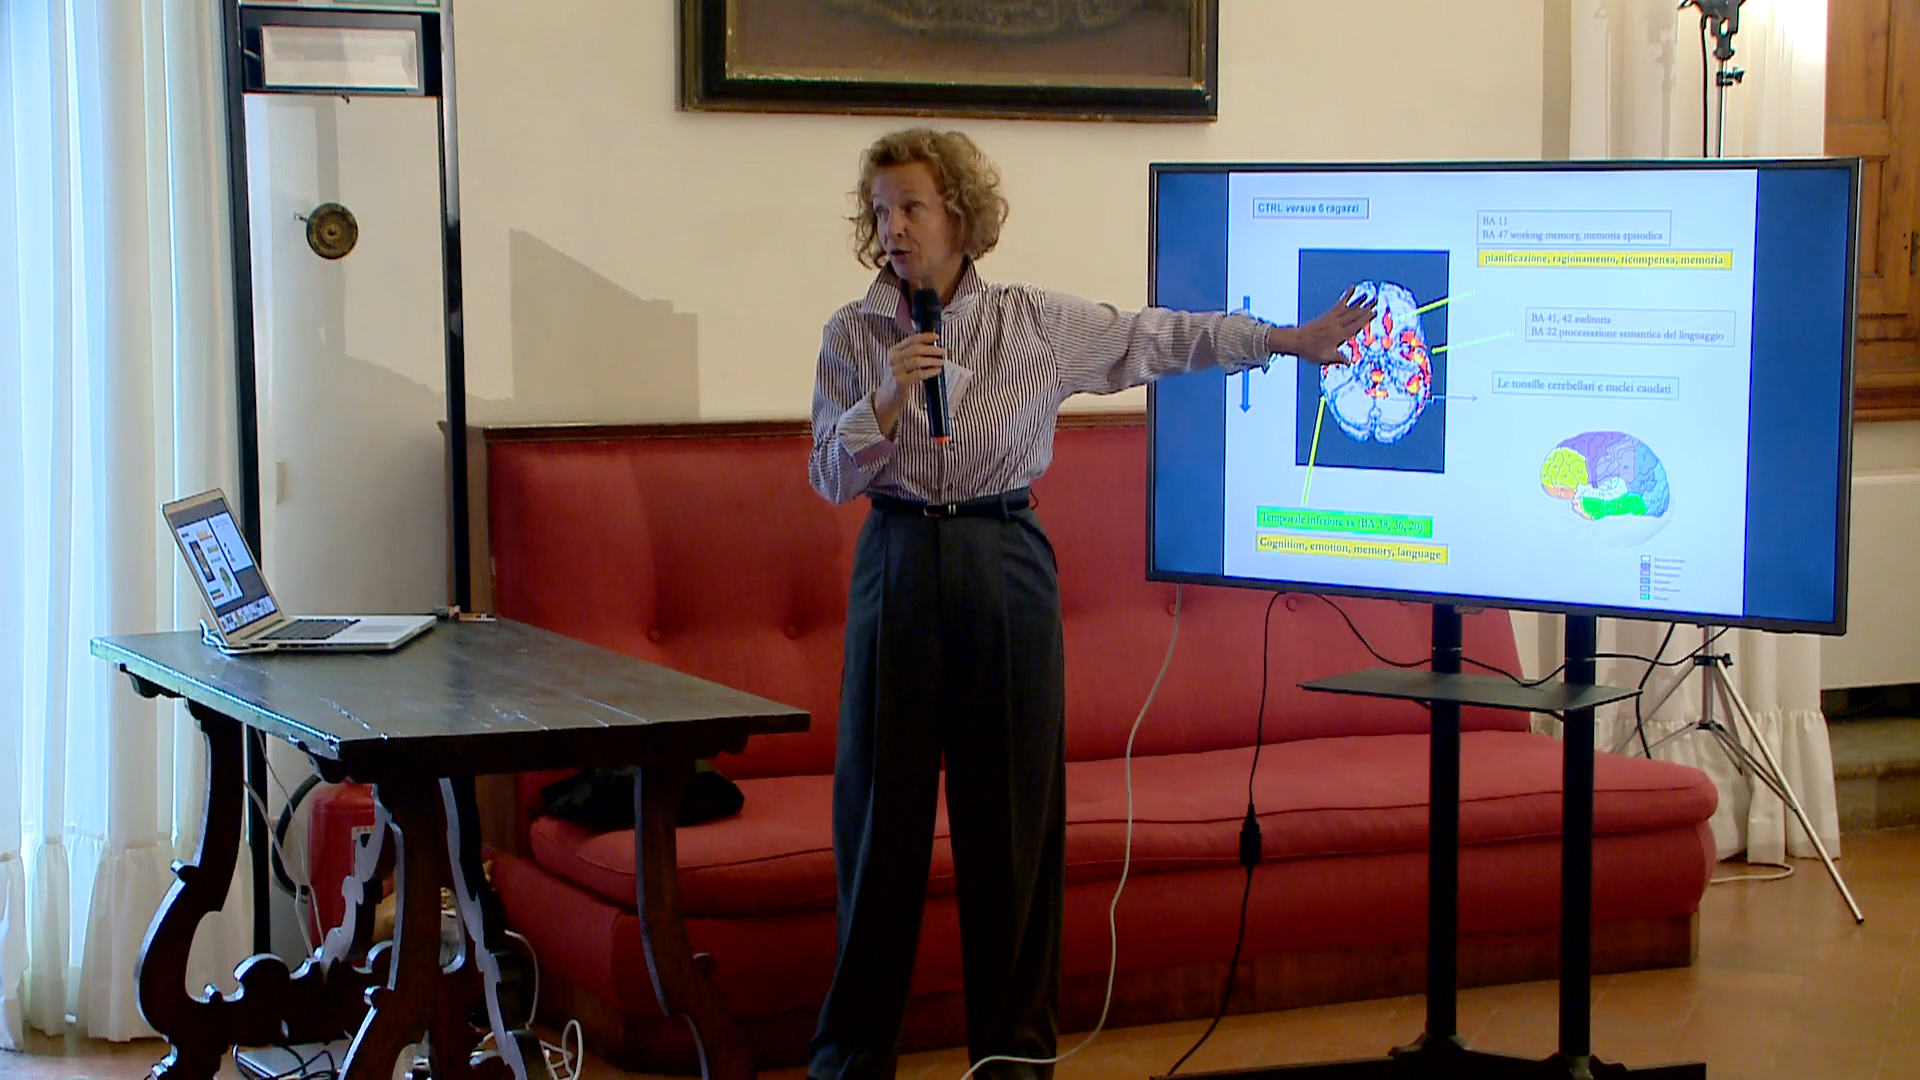 CTRL versus 6 ragazzi
BA 11
BA 47 working memory, memoria episodica
pianificazione, ragionamento, ricompensa, memoria
BA 41, 42 auditoria
BA 22 processazione semantica del linguaggio
Le tonsille cerebellari e nuclei caudati
Temporale inferiore sx (BA 38, 36, 20)
Cognition, emotion, memory, language